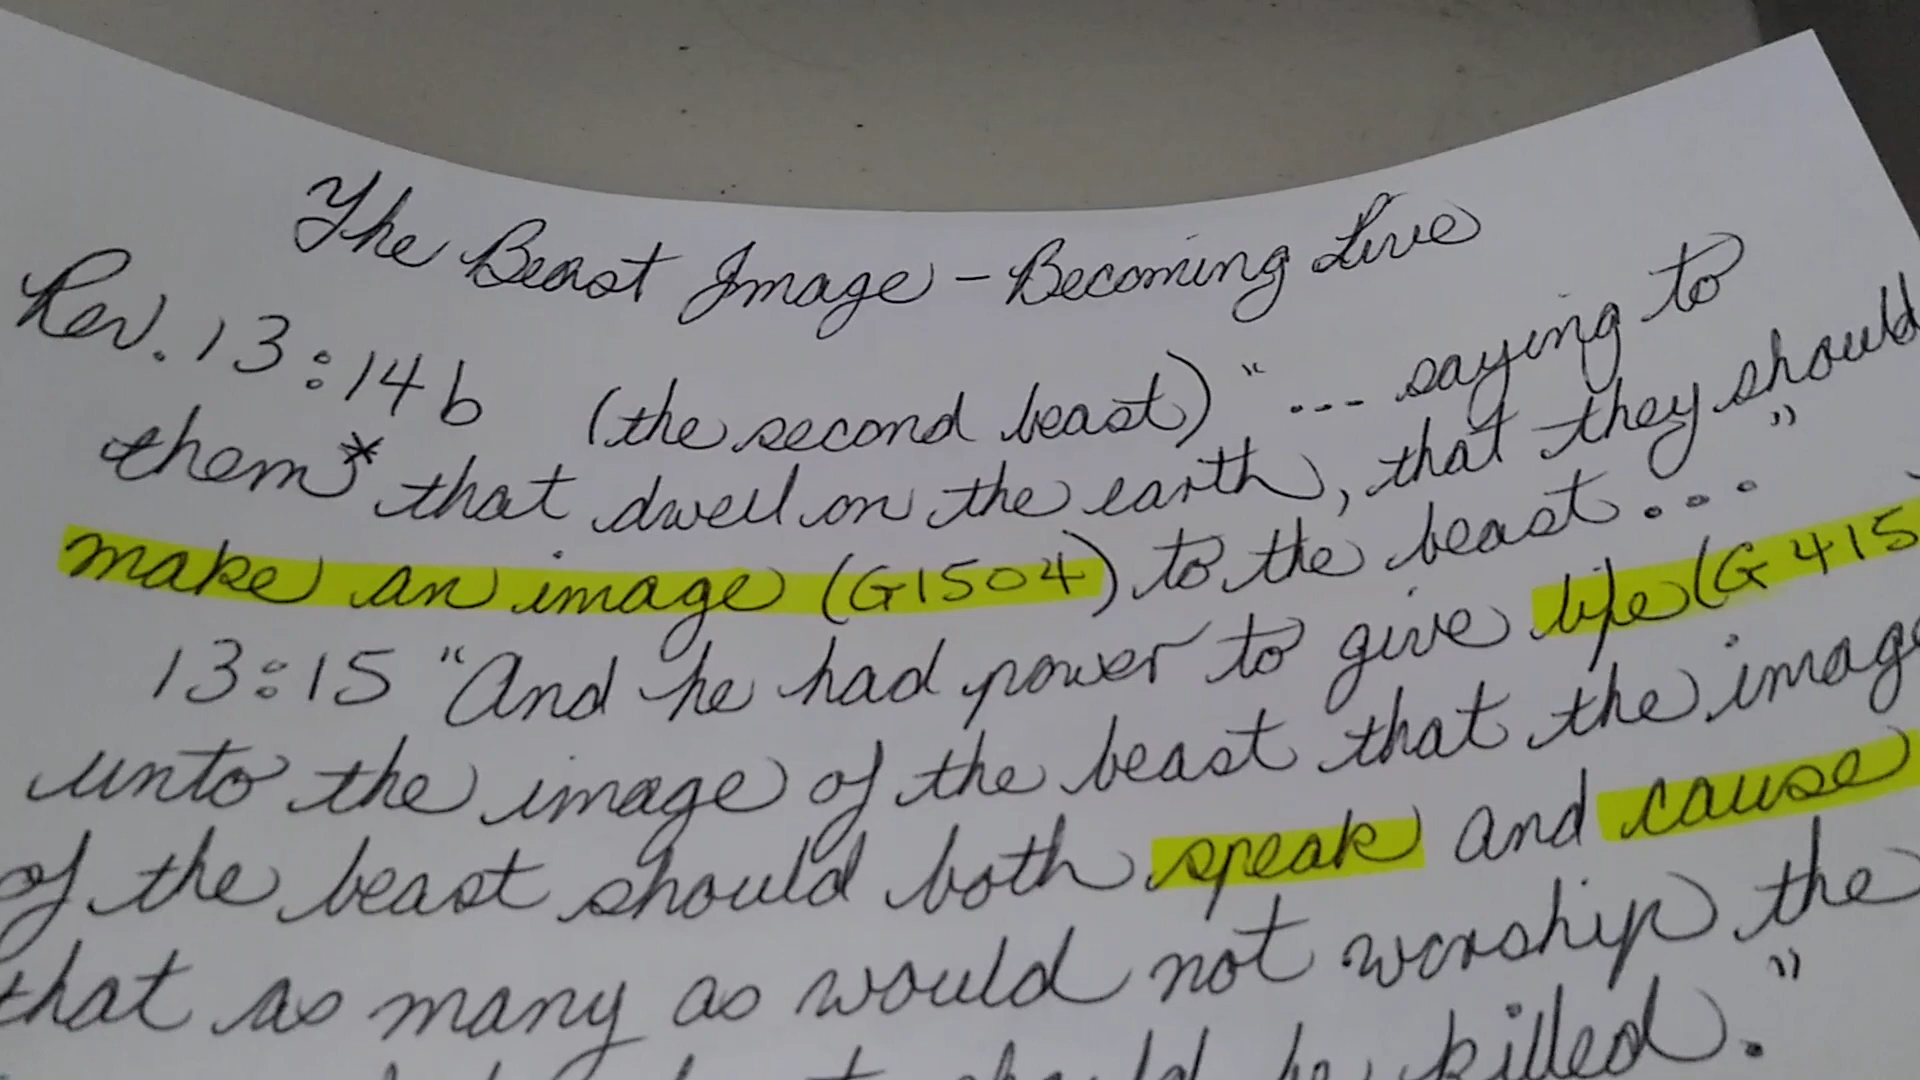 The Beast Image - Becoming Live
Rev. 13:14b (the second beast) "... saying to
them* that dwell on the earth, that they should
make an image (G1504) to the beast..."
13:15 "And he had power to give life (G415
unto the image of the beast that the image
of the beast should both speak and cause
that as many as would not worship the
should be killed."